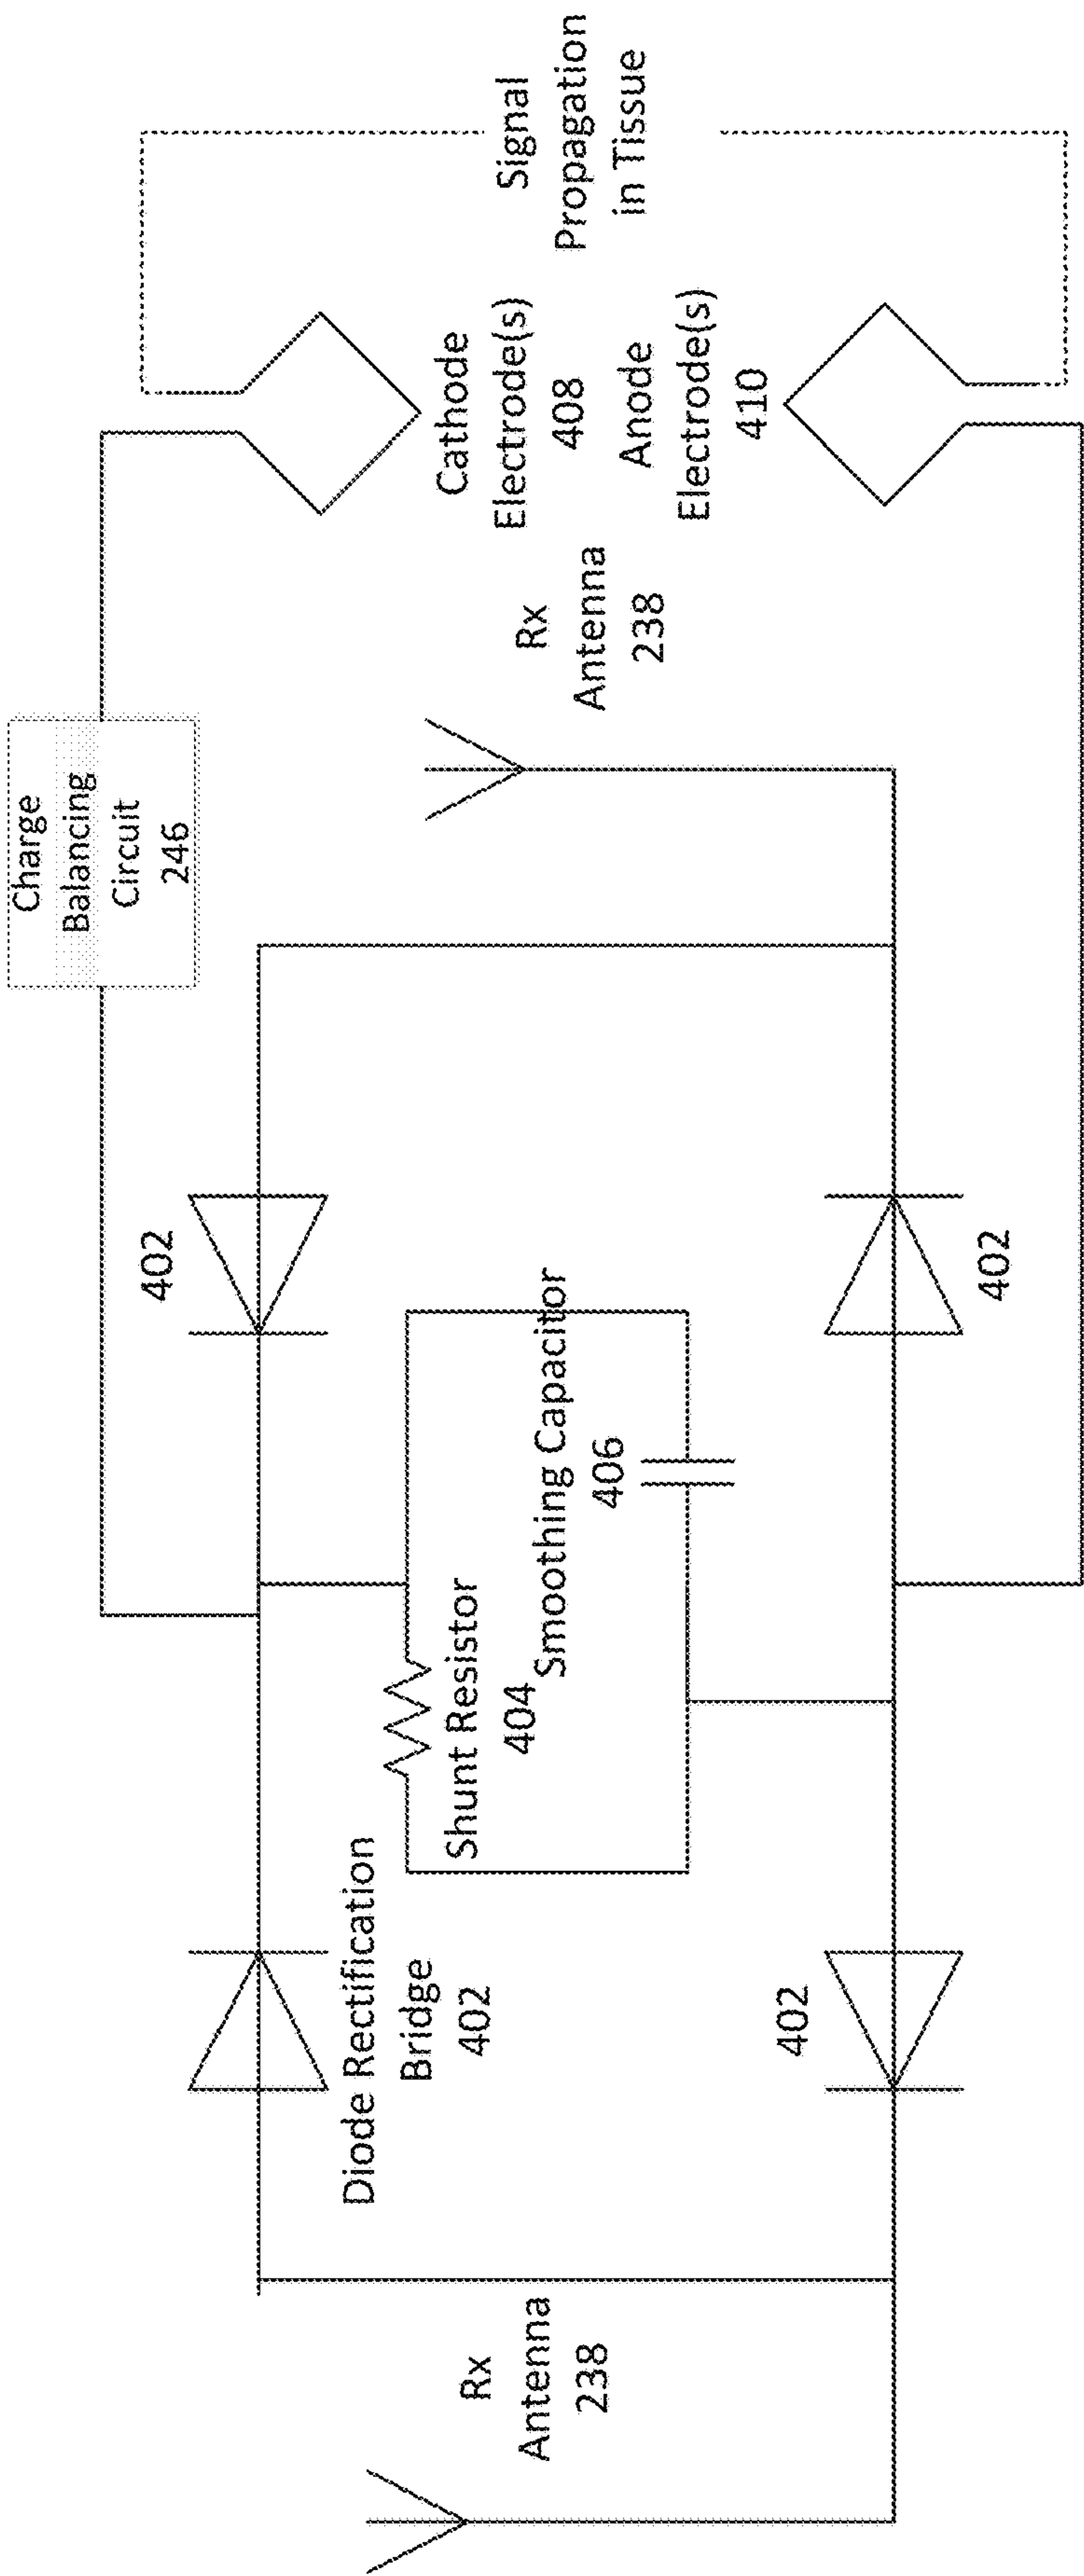 Charge
Balancing
Circuit
246
402
402
Diode Rectification
Bridge
402
402
Shunt Resistor
404
Smoothing Capacitor
406
Rx
Antenna
238
Rx
Antenna
238
Cathode
Electrode(s)
408
Anode
Electrode(s)
410
Signal
Propagation
in Tissue